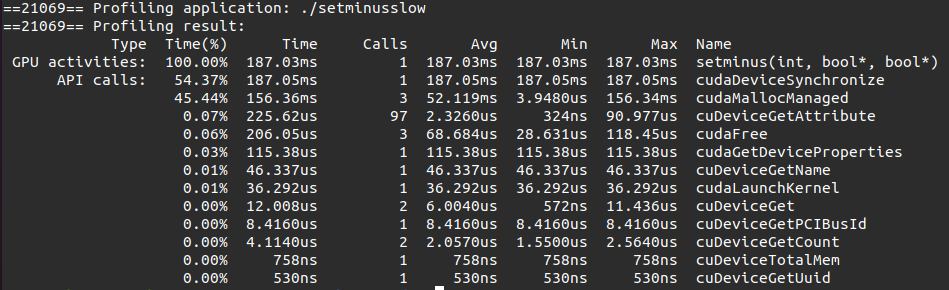 ==21069== Profiling application: ./setminusslow
==21069== Profiling result:
Type Time(%) Time Calls Avg Min Max Name
GPU activities: 100.00% 187.03ms 1 187.03ms 187.03ms 187.03ms setminus(int, bool*, bool*)
API calls: 54.37% 187.05ms 1 187.05ms 187.05ms 187.05ms cudaDeviceSynchronize
45.44% 156.36ms 3 52.119ms 3.9480us 156.34ms cudaMallocManaged
0.07% 225.62us 97 2.3260us 324ns 90.977us cuDeviceGetAttribute
0.06% 206.05us 3 68.684us 28.631us 118.45us cudaFree
0.03% 115.38us 1 115.38us 115.38us 115.38us cudaGetDeviceProperties
0.01% 46.337us 1 46.337us 46.337us 46.337us cuDeviceGetName
0.01% 36.292us 1 36.292us 36.292us 36.292us cudaLaunchKernel
0.00% 12.008us 2 6.0040us 572ns 11.436us cuDeviceGet
0.00% 8.4160us 1 8.4160us 8.4160us 8.4160us cuDeviceGetPCIBusId
0.00% 4.1140us 2 2.0570us 1.5500us 2.5640us cuDeviceGetCount
0.00% 758ns 1 758ns 758ns 758ns cuDeviceTotalMem
0.00% 530ns 1 530ns 530ns 530ns cuDeviceGetUuid